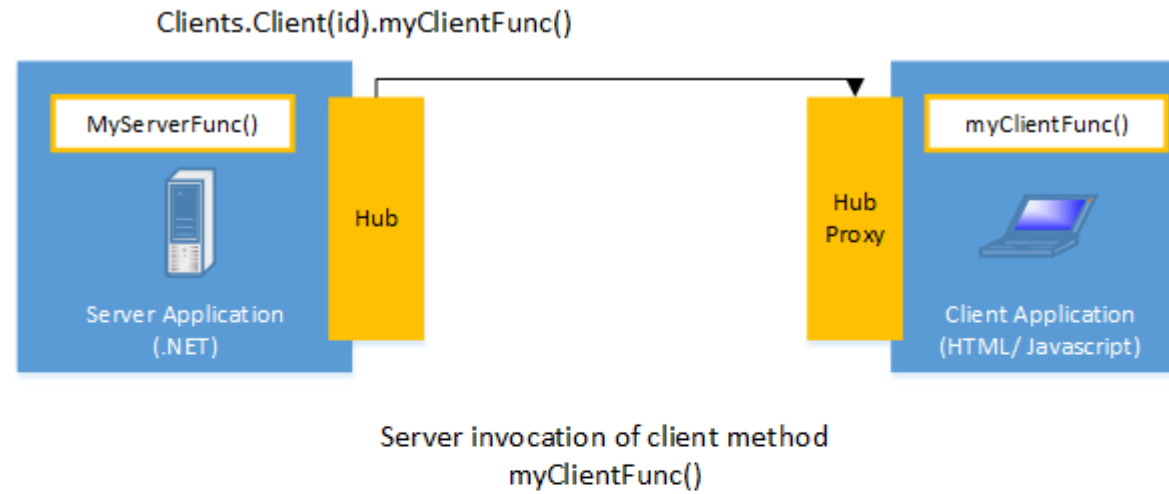 Clients.Client(id).myClientFunc()
MyServerFunc()
Hub
Server Application
(.NET)
Hub
Proxy
myClientFunc()
Client Application
(HTML/ Javascript)
Server invocation of client method
myClientFunc()